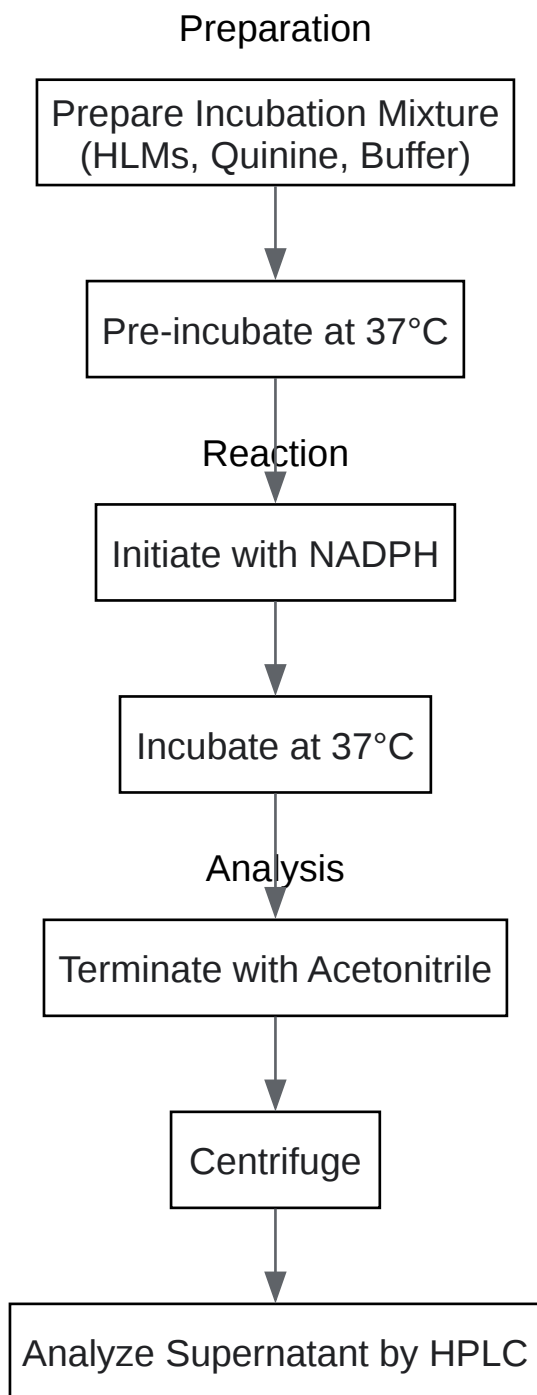 Preparation
Prepare Incubation Mixture
(HLMs, Quinine, Buffer)
Pre-incubate at 37°C
Reaction
Initiate with NADPH
Incubate at 37°C
Analysis
Terminate with Acetonitrile
Centrifuge
Analyze Supernatant by HPLC